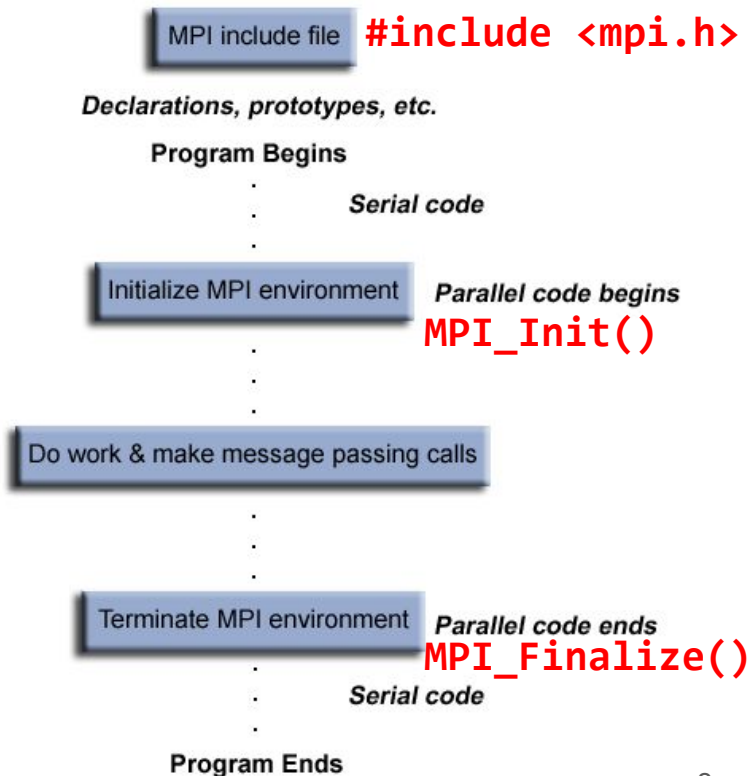 MPI include file #include <mpi.h>
Declarations, prototypes, etc.
Program Begins
.
. Serial code
.
Initialize MPI environment Parallel code begins
MPI_Init()
.
.
.
Do work & make message passing calls
.
.
.
Terminate MPI environment Parallel code ends
MPI_Finalize()
.
. Serial code
.
Program Ends